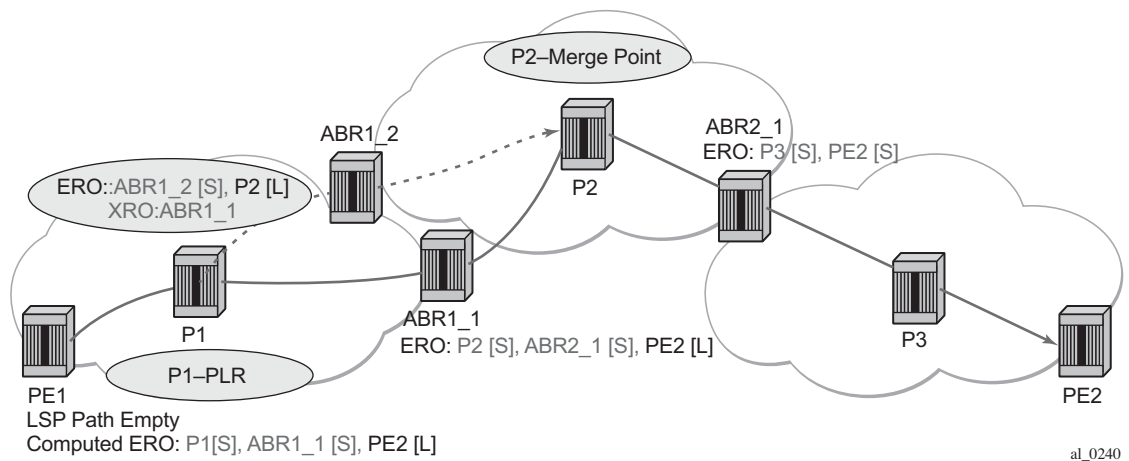 P2–Merge Point
ABR1_2
P2
ABR2_1
ERO: P3 [S], PE2 [S]
ERO::ABR1_2 [S], P2 [L]
XRO:ABR1_1
P1
ABR1_1
ERO: P2 [S], ABR2_1 [S], PE2 [L]
P3
P1–PLR
PE1
LSP Path Empty
Computed ERO: P1[S], ABR1_1 [S], PE2 [L]
PE2
al_0240